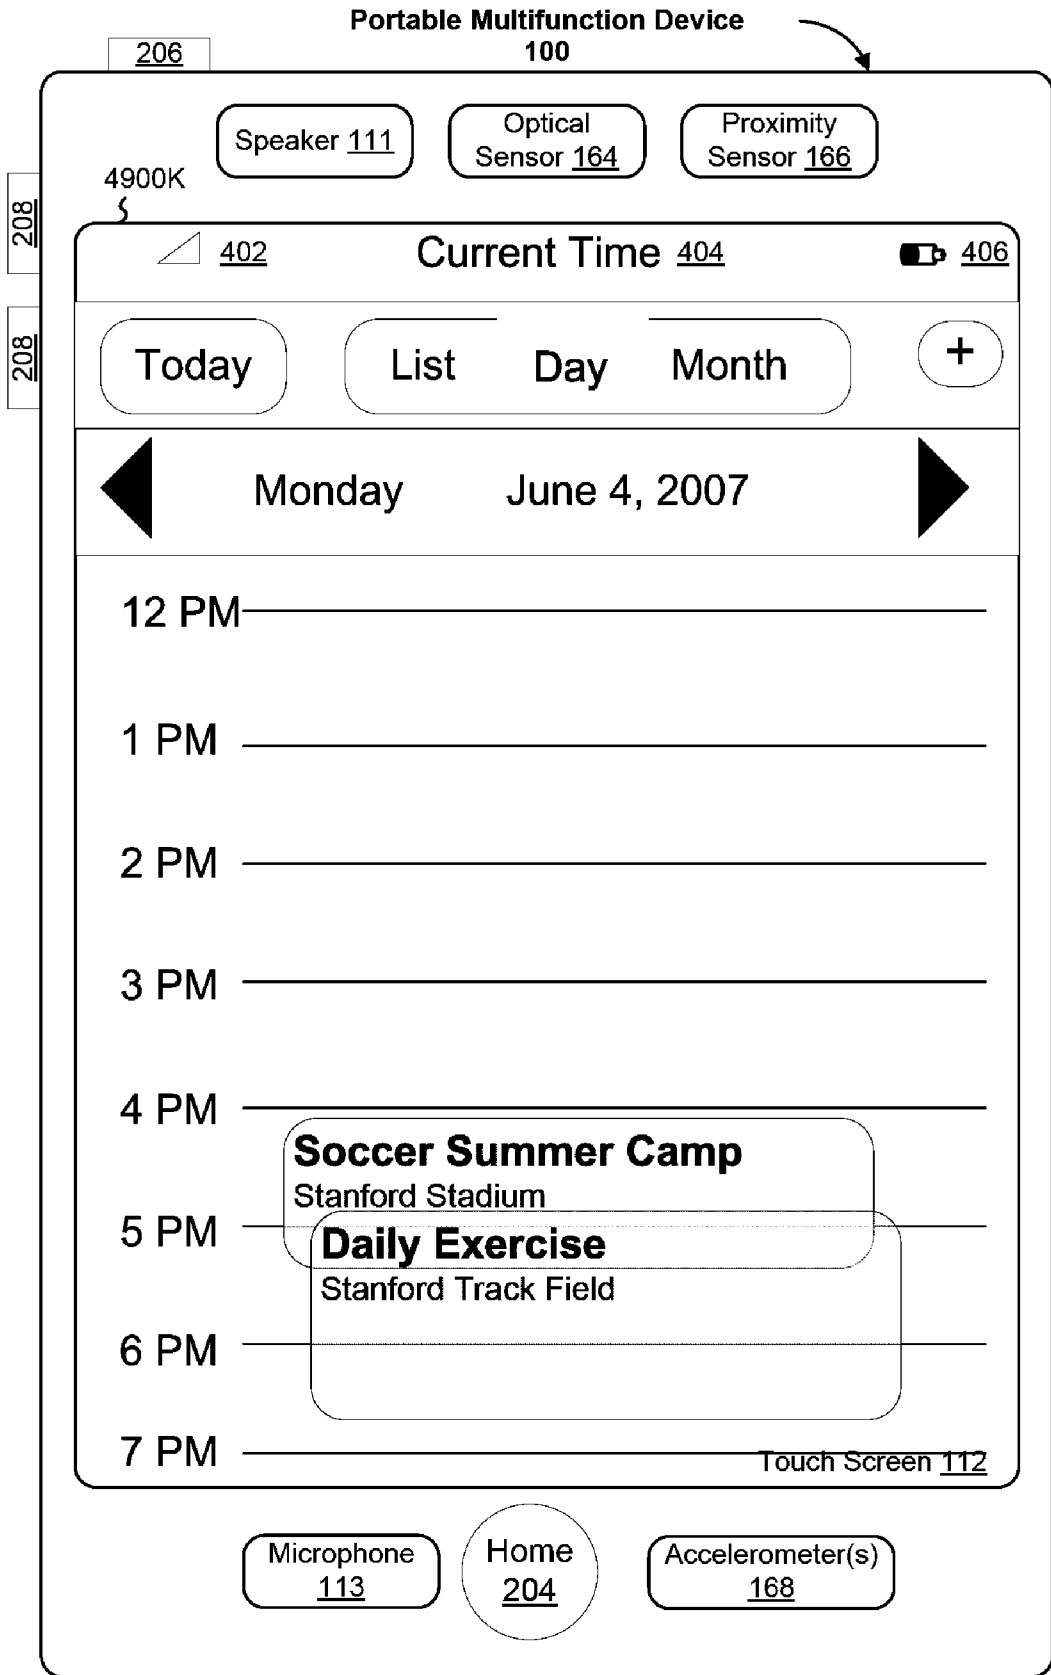 Portable Multifunction Device
100
206
Speaker 111
Optical
Sensor 164
Proximity
Sensor 166
4900K
208
208
402
Current Time 404
406
Today
List
Day
Month
+
Monday
June 4, 2007
12 PM
1 PM
2 PM
3 PM
4 PM
Soccer Summer Camp
Stanford Stadium
5 PM
Daily Exercise
Stanford Track Field
6 PM
7 PM
Touch Screen 112
Microphone
113
Home
204
Accelerometer(s)
168